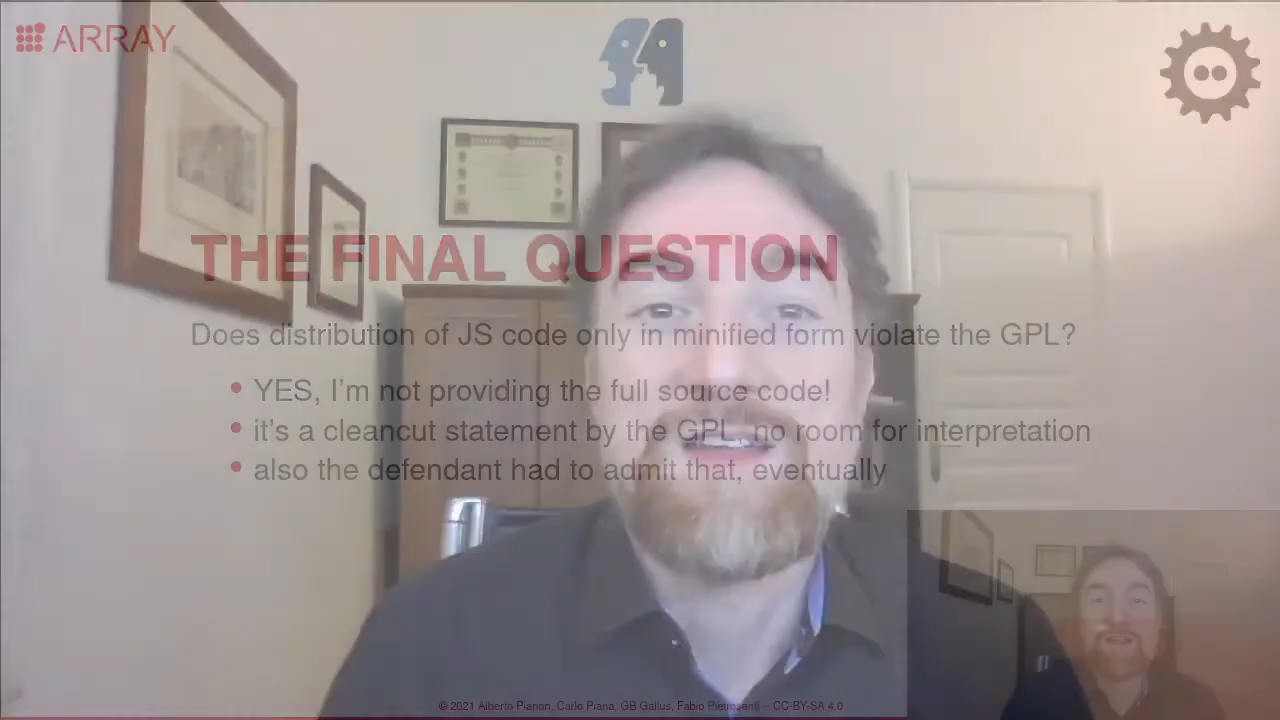 ARRAY
THE FINAL QUESTION
Does distribution of JS code only in minified form violate the GPL?
• YES, I'm not providing the full source code!
• it's a cleancut statement by the GPL, no room for interpretation
• also the defendant had to admit that, eventually
© 2021 Alberto Pianon, Carlo Piana, GB Gallus, Fabio Pietrosanti – CC-BY-SA 4.0